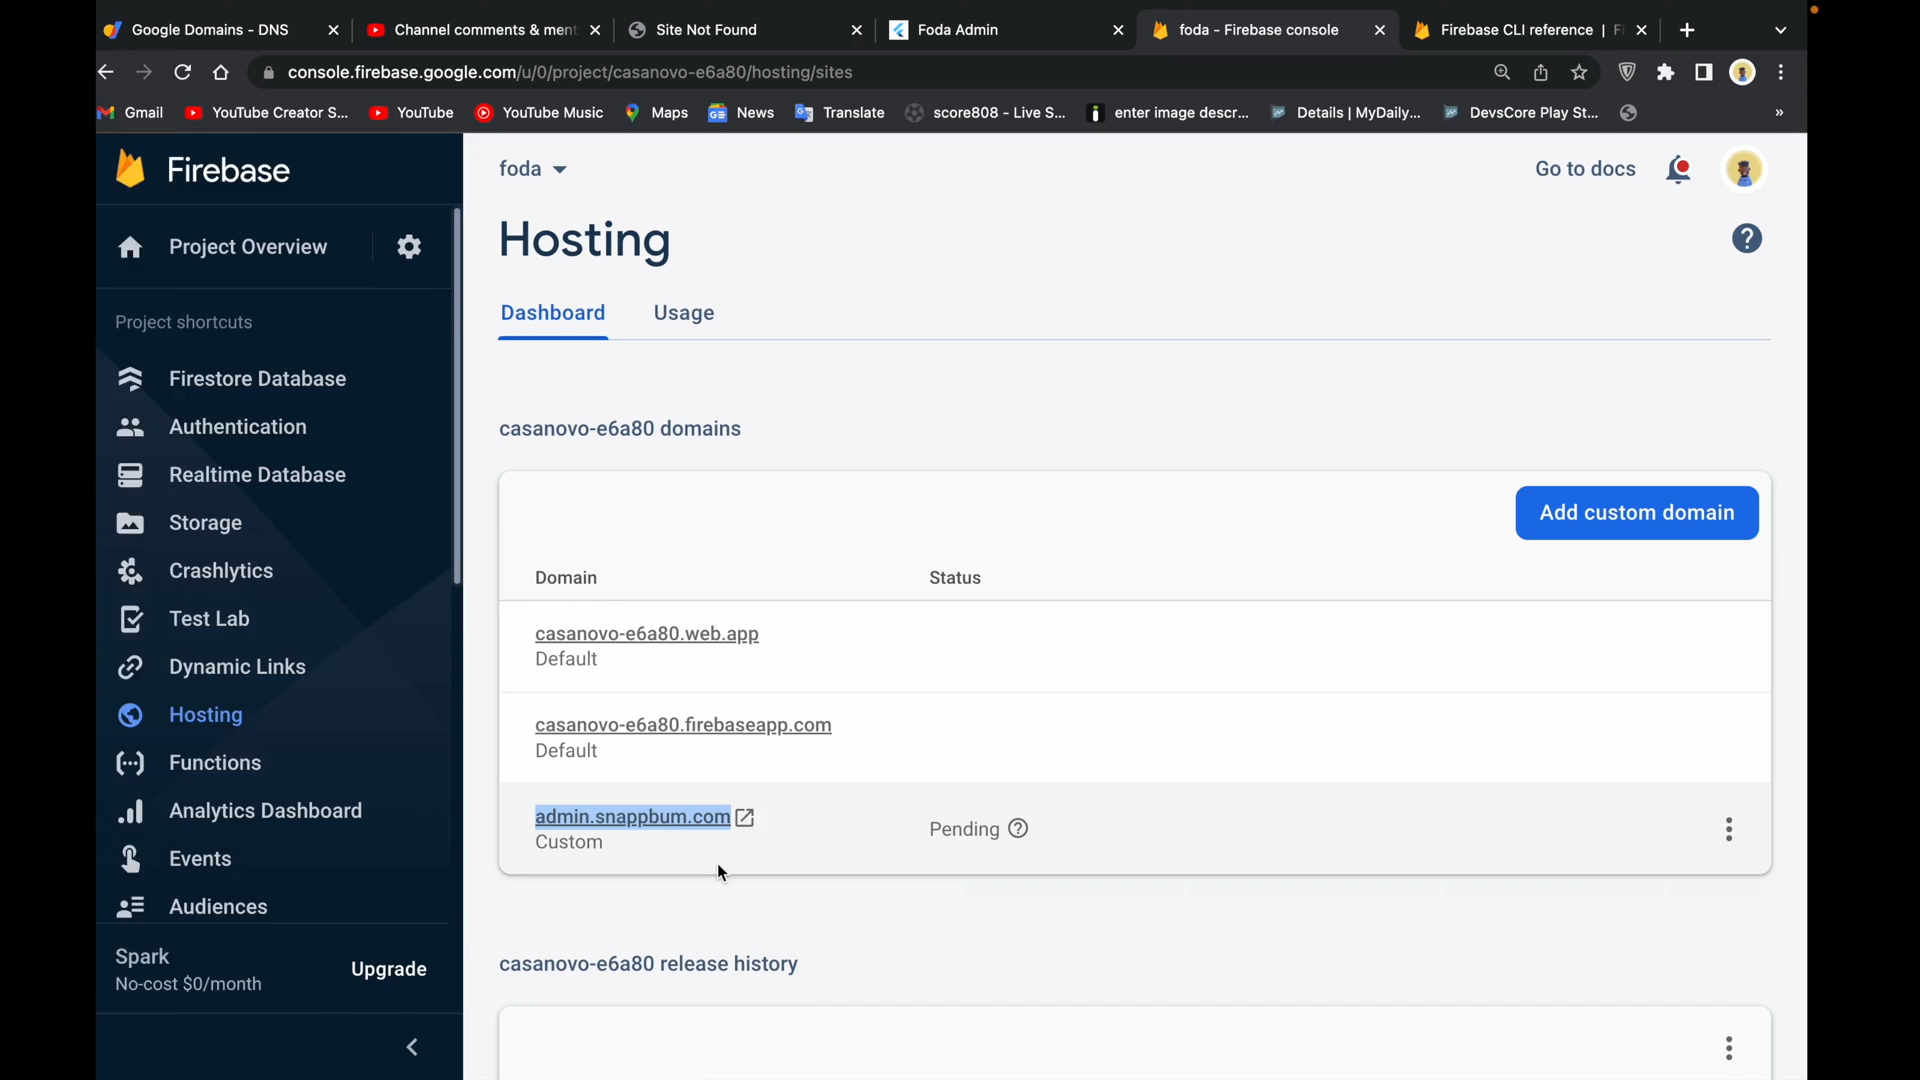 Google Domains - DNS
Channel comments & ment
Site Not Found
Foda Admin
foda - Firebase console
Firebase CLI reference | Fi
console.firebase.google.com/u/0/project/casanovo-e6a80/hosting/sites
Gmail
YouTube Creator S...
YouTube
YouTube Music
Maps
News
Translate
score808 - Live S...
enter image descr...
Details | MyDaily...
DevsCore Play St...
»
Firebase
foda
Go to docs
Project Overview
Hosting
Dashboard
Usage
Project shortcuts
Firestore Database
Authentication
Realtime Database
Storage
Crashlytics
Test Lab
Dynamic Links
Hosting
Functions
Analytics Dashboard
Events
Audiences
Spark
No-cost $0/month
Upgrade
casanovo-e6a80 domains
Add custom domain
Domain
Status
casanovo-e6a80.web.app
Default
casanovo-e6a80.firebaseapp.com
Default
admin.snappbum.com
Custom
Pending
casanovo-e6a80 release history